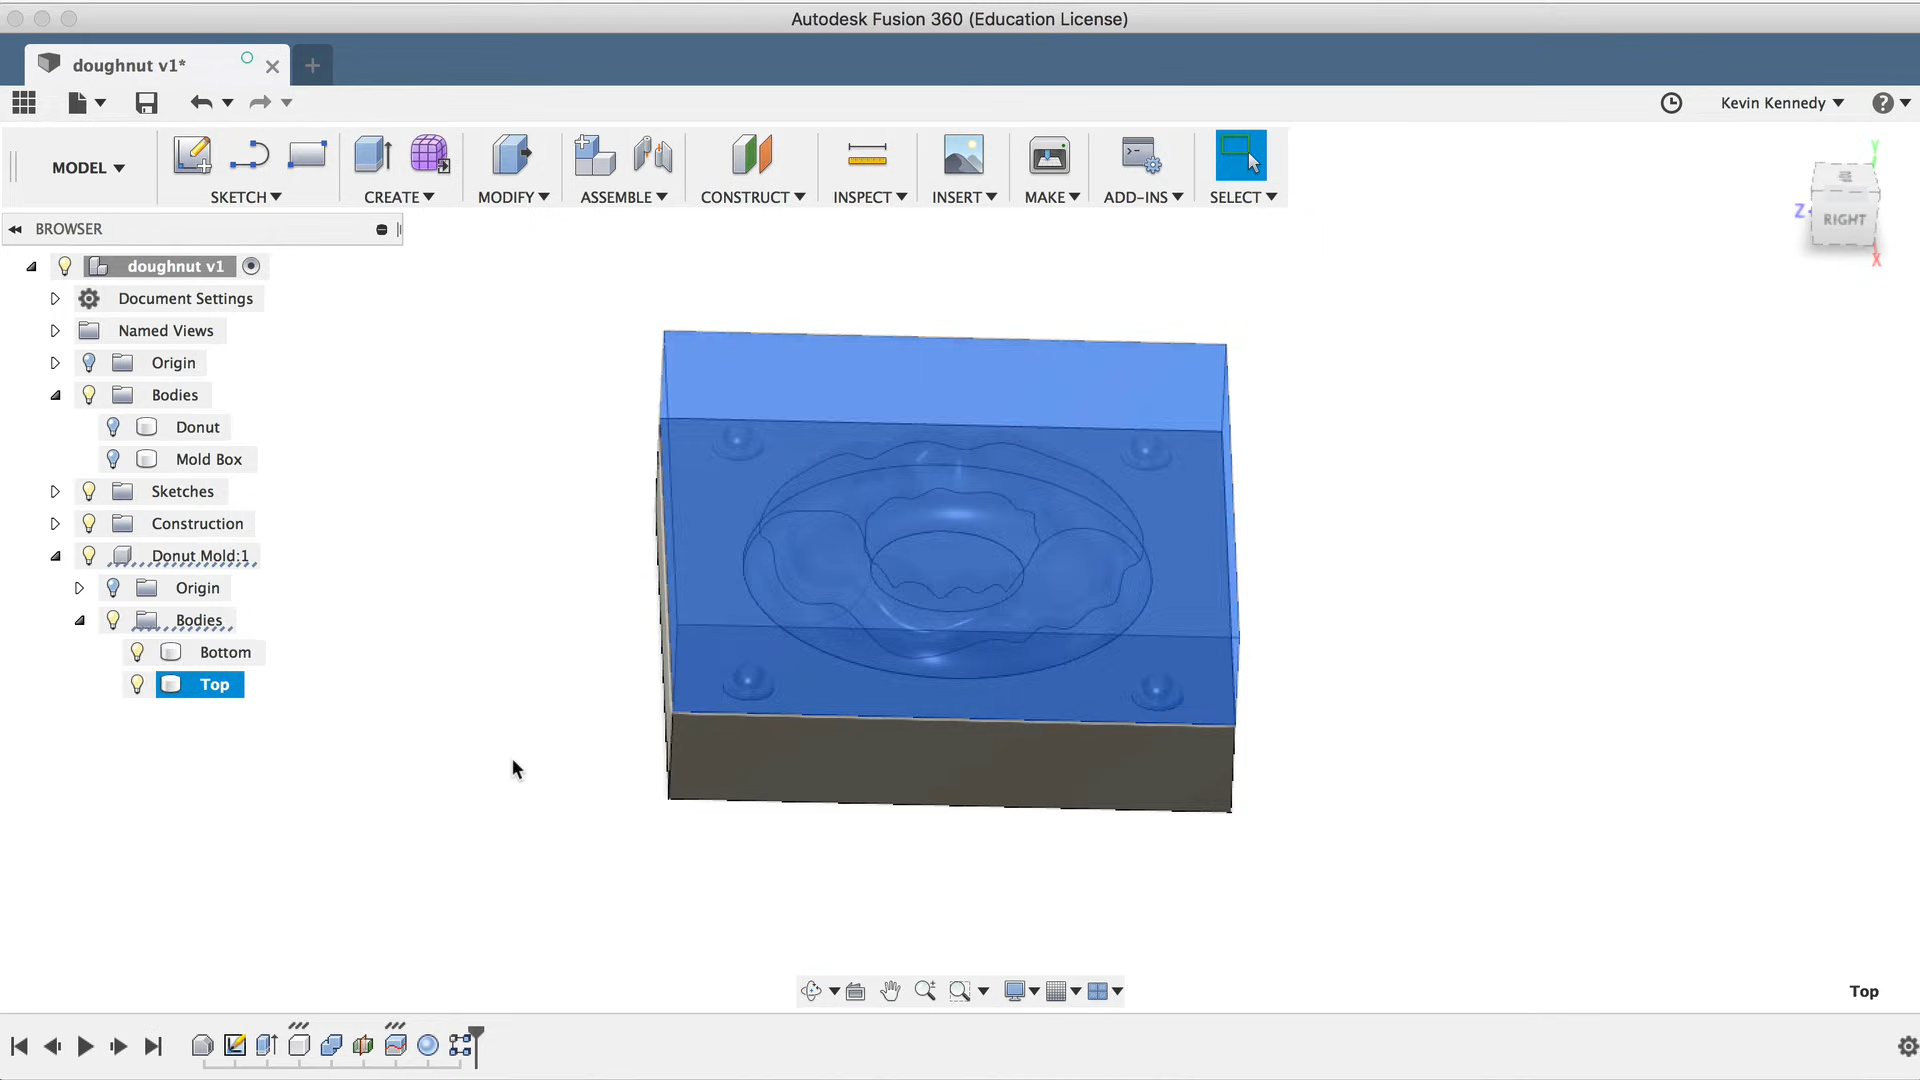 Autodesk Fusion 360 (Education License)
doughnut v1*
Kevin Kennedy
MODEL
SKETCH
CREATE
MODIFY
ASSEMBLE
CONSTRUCT
INSPECT
INSERT
MAKE
ADD-INS
SELECT
BROWSER
Y
Z
RIGHT
X
doughnut v1
Document Settings
Named Views
Origin
Bodies
Donut
Mold Box
Sketches
Construction
Donut Mold:1
Origin
Bodies
Bottom
Top
Top